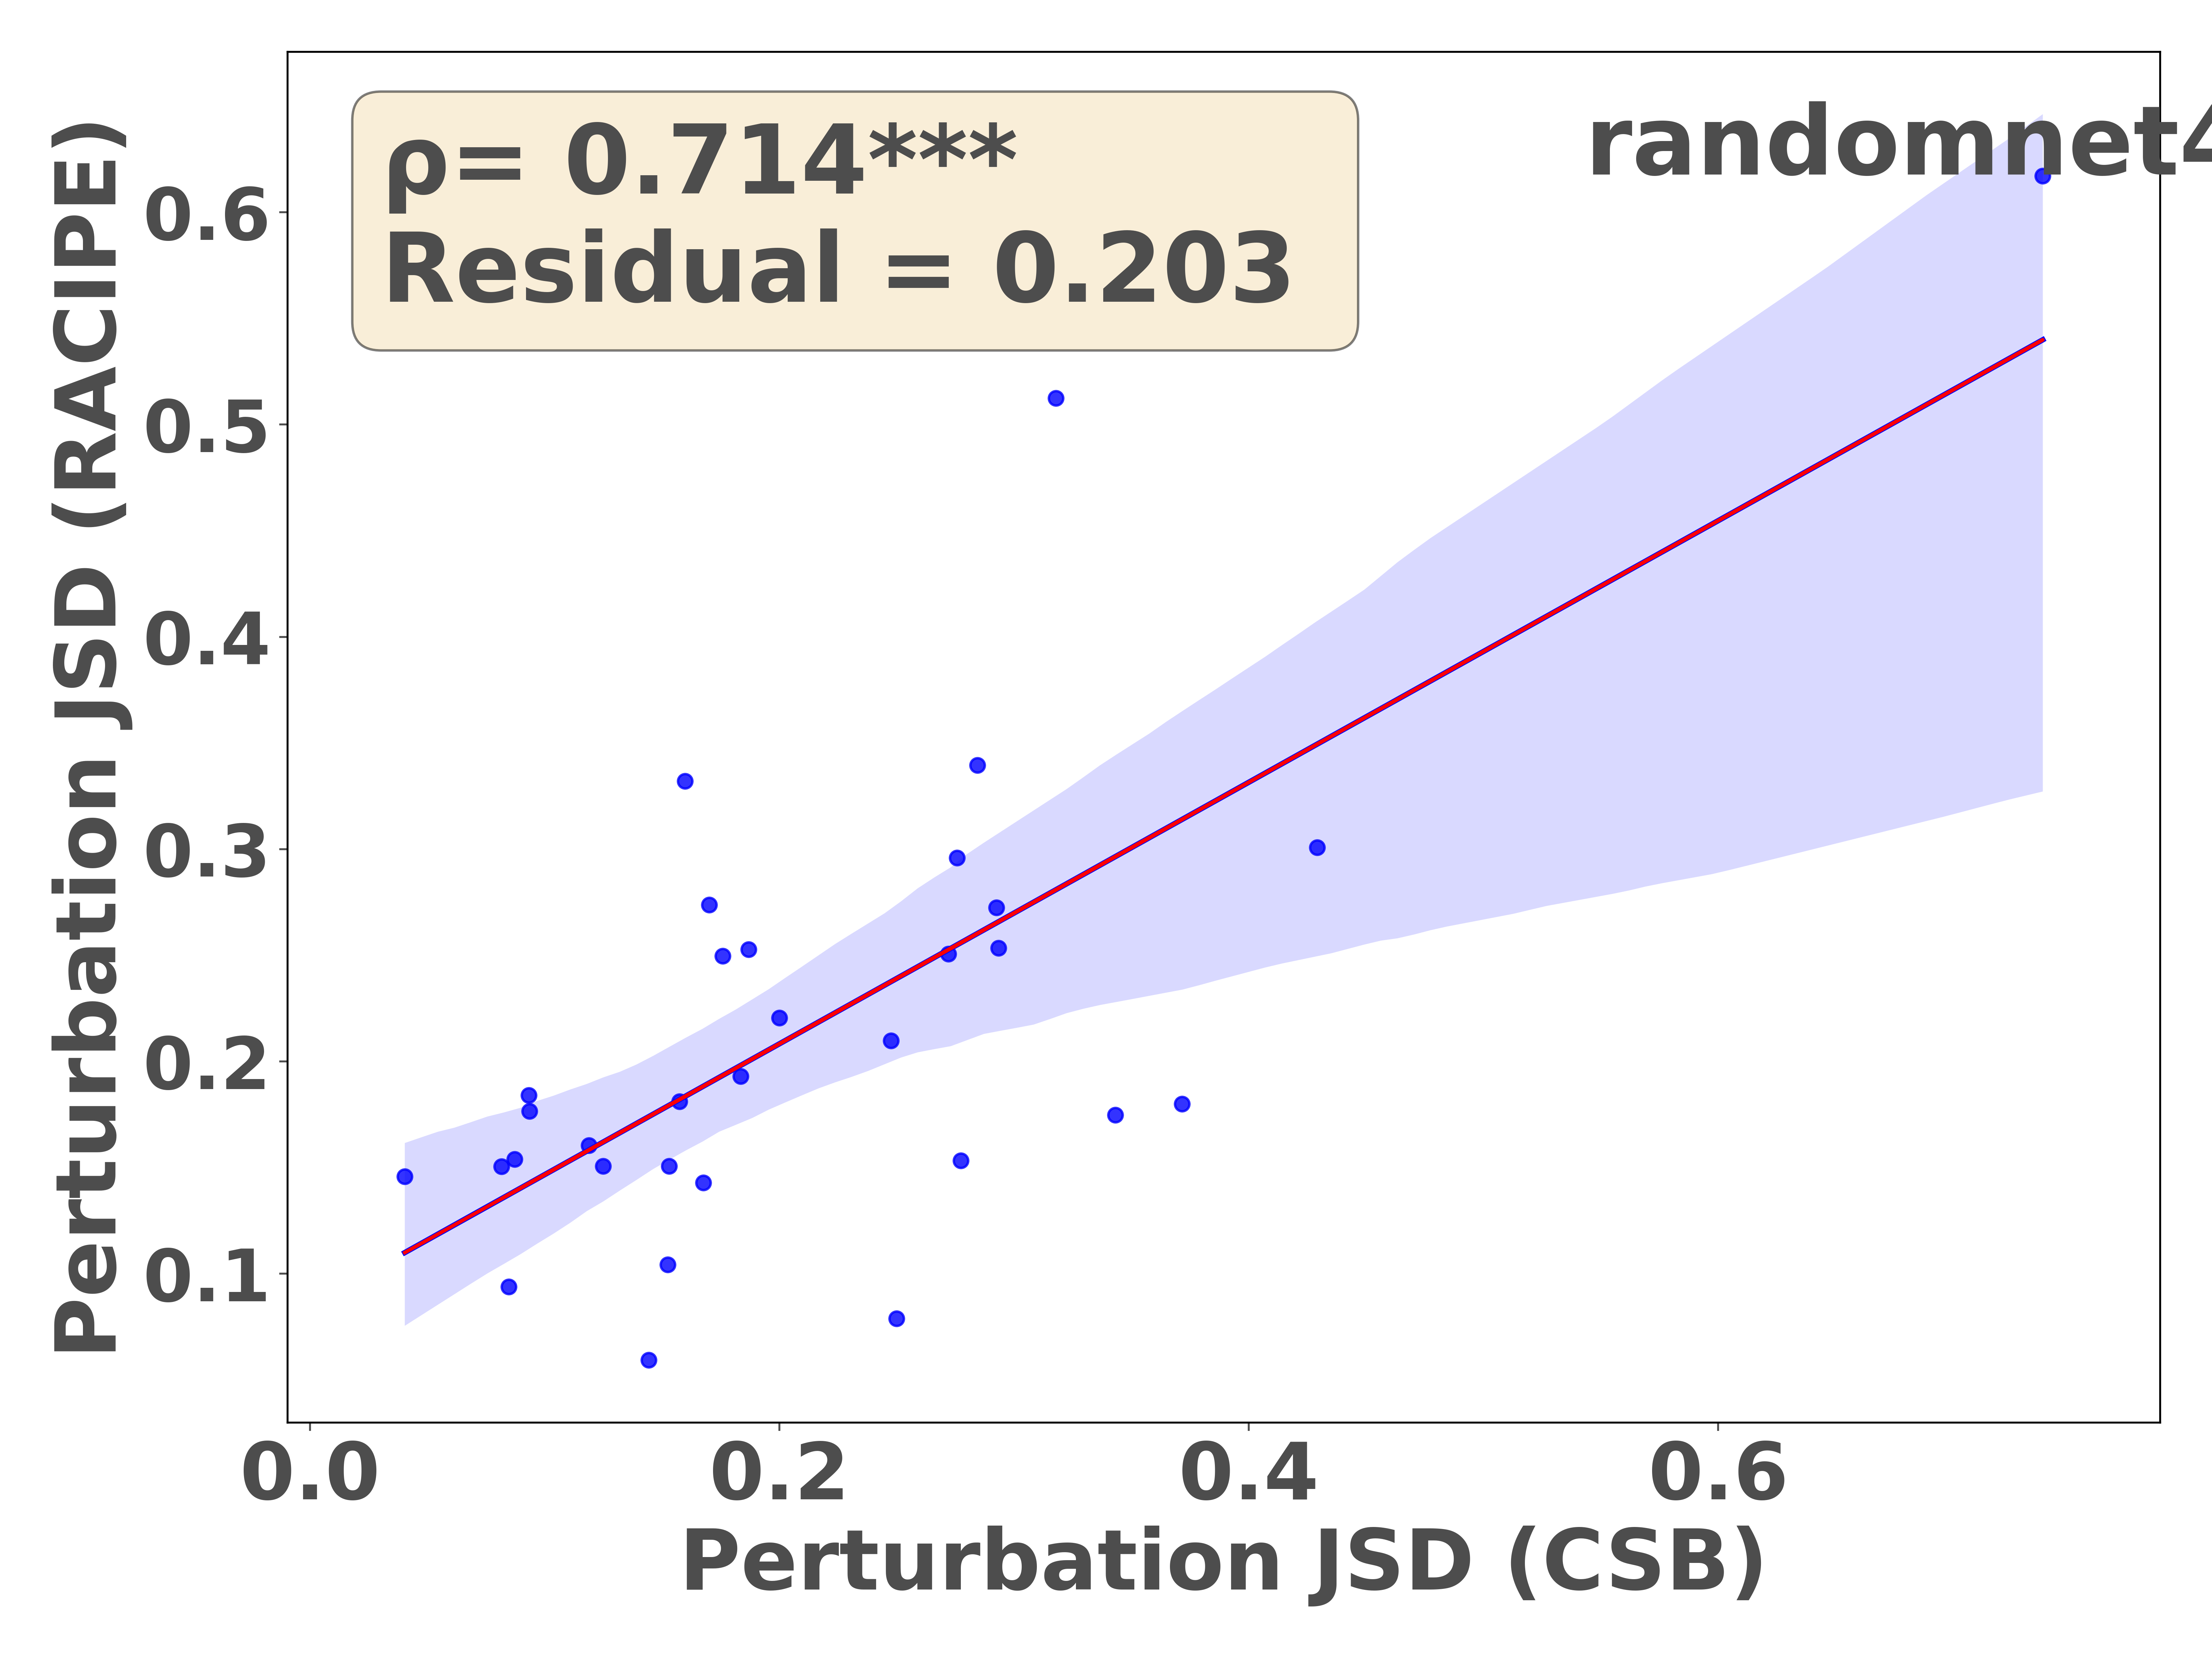 ρ= 0.714***
Residual = 0.203
randomnet4
Perturbation JSD (RACIPE)
0.6
0.5
0.4
0.3
0.2
0.1
0.0
0.2
0.4
0.6
Perturbation JSD (CSB)